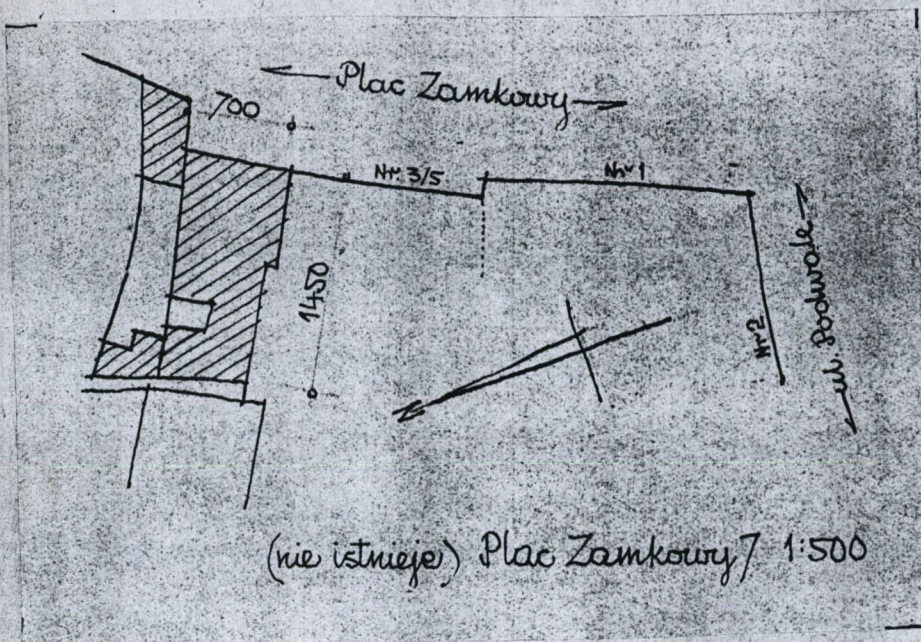 Plac Zamkowy
700
Nr. 3/5
Nr 1
1450
Nr 2
ul. Podwale
(nie istnieje) Plac Zamkowy 7 1:500